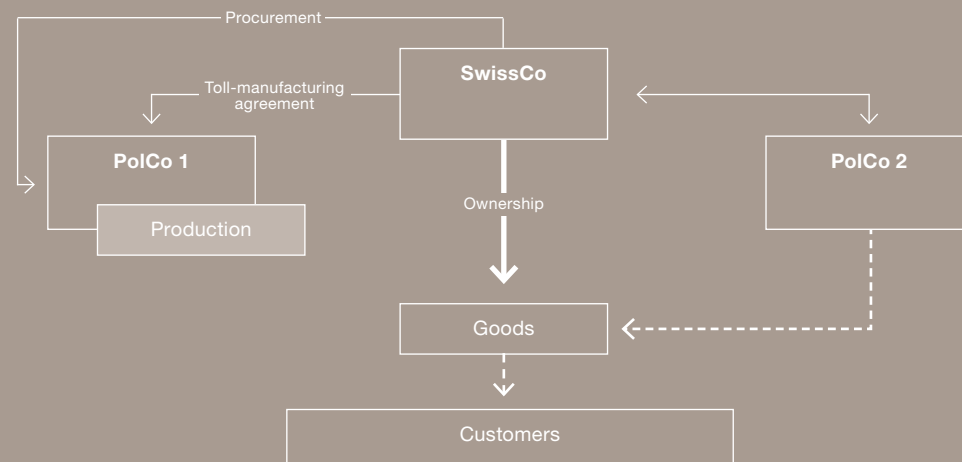 Procurement
SwissCo
Toll-manufacturing
agreement
PolCo 1
PolCo 2
Production
Ownership
Goods
Customers